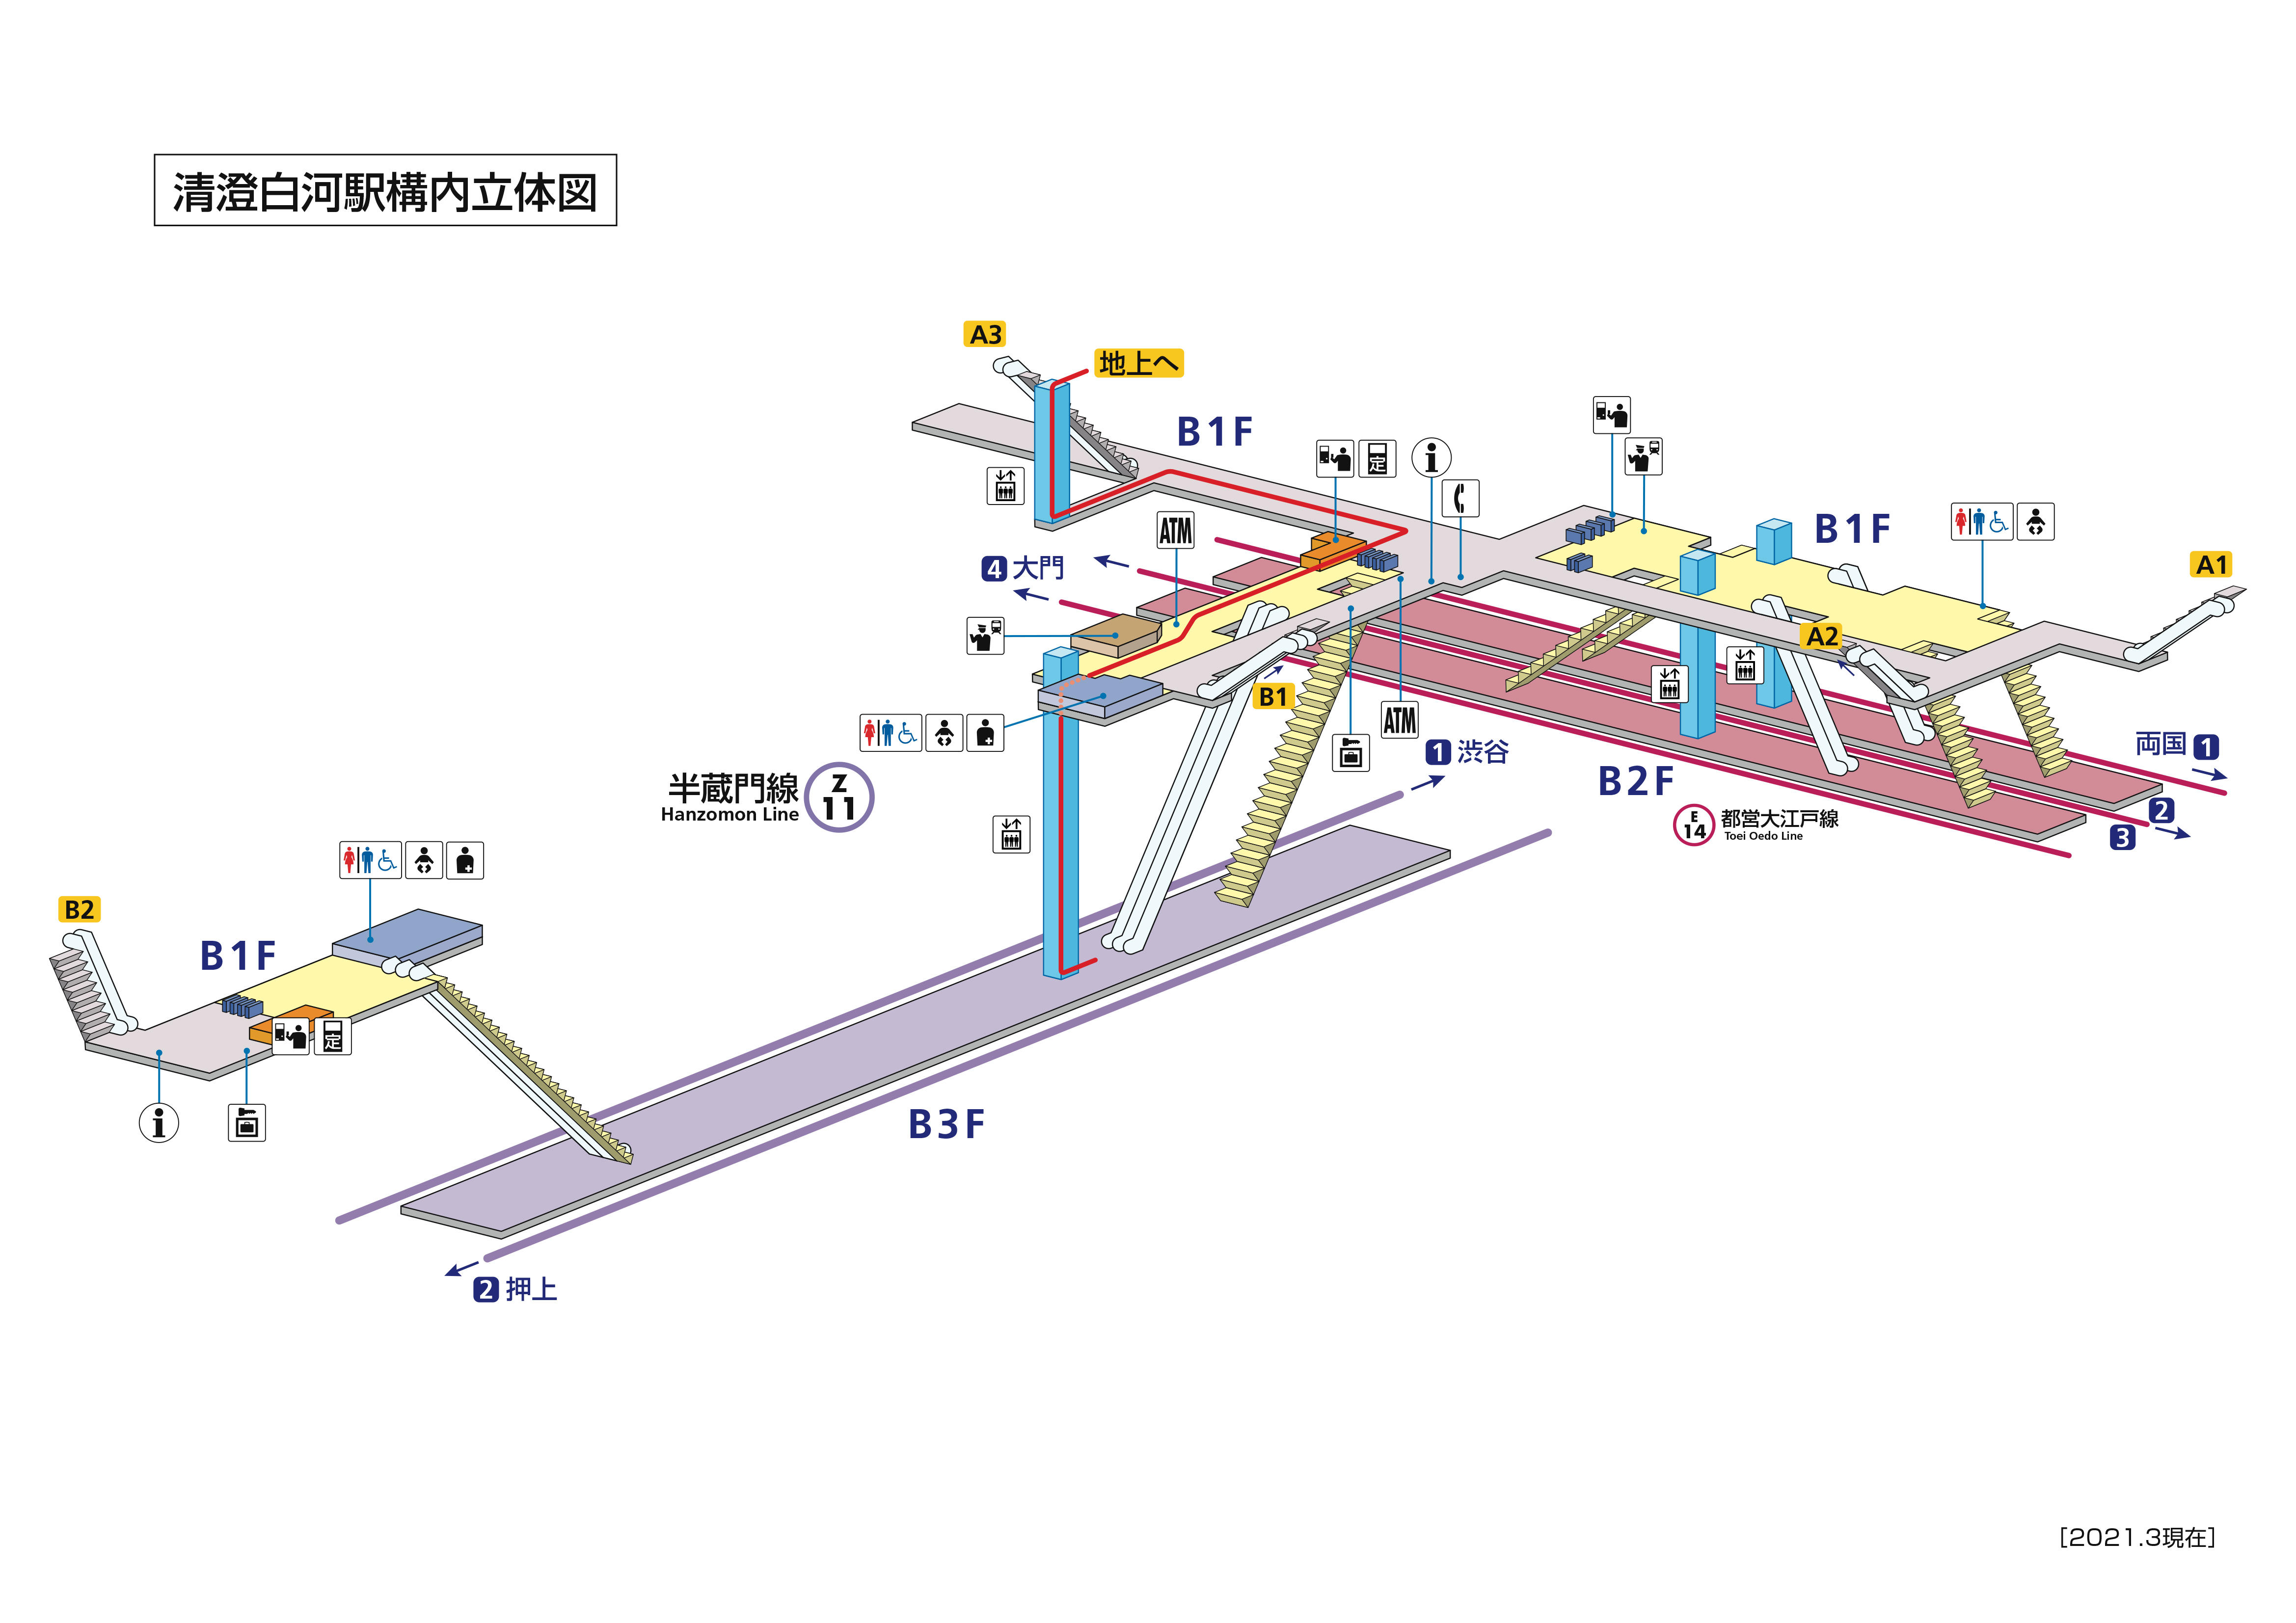 清澄白河駅構内立体図
A3
地上へ
B1F
ATM
4 大門
定
B1F
A1
A2
B1
ATM
1 渋谷
両国 1
2
3
B2F
E
14
都営大江戸線
Toei Oedo Line
半蔵門線
Hanzomon Line
Z
11
B2
B1F
定
B3F
2 押上
[2021.3現在]